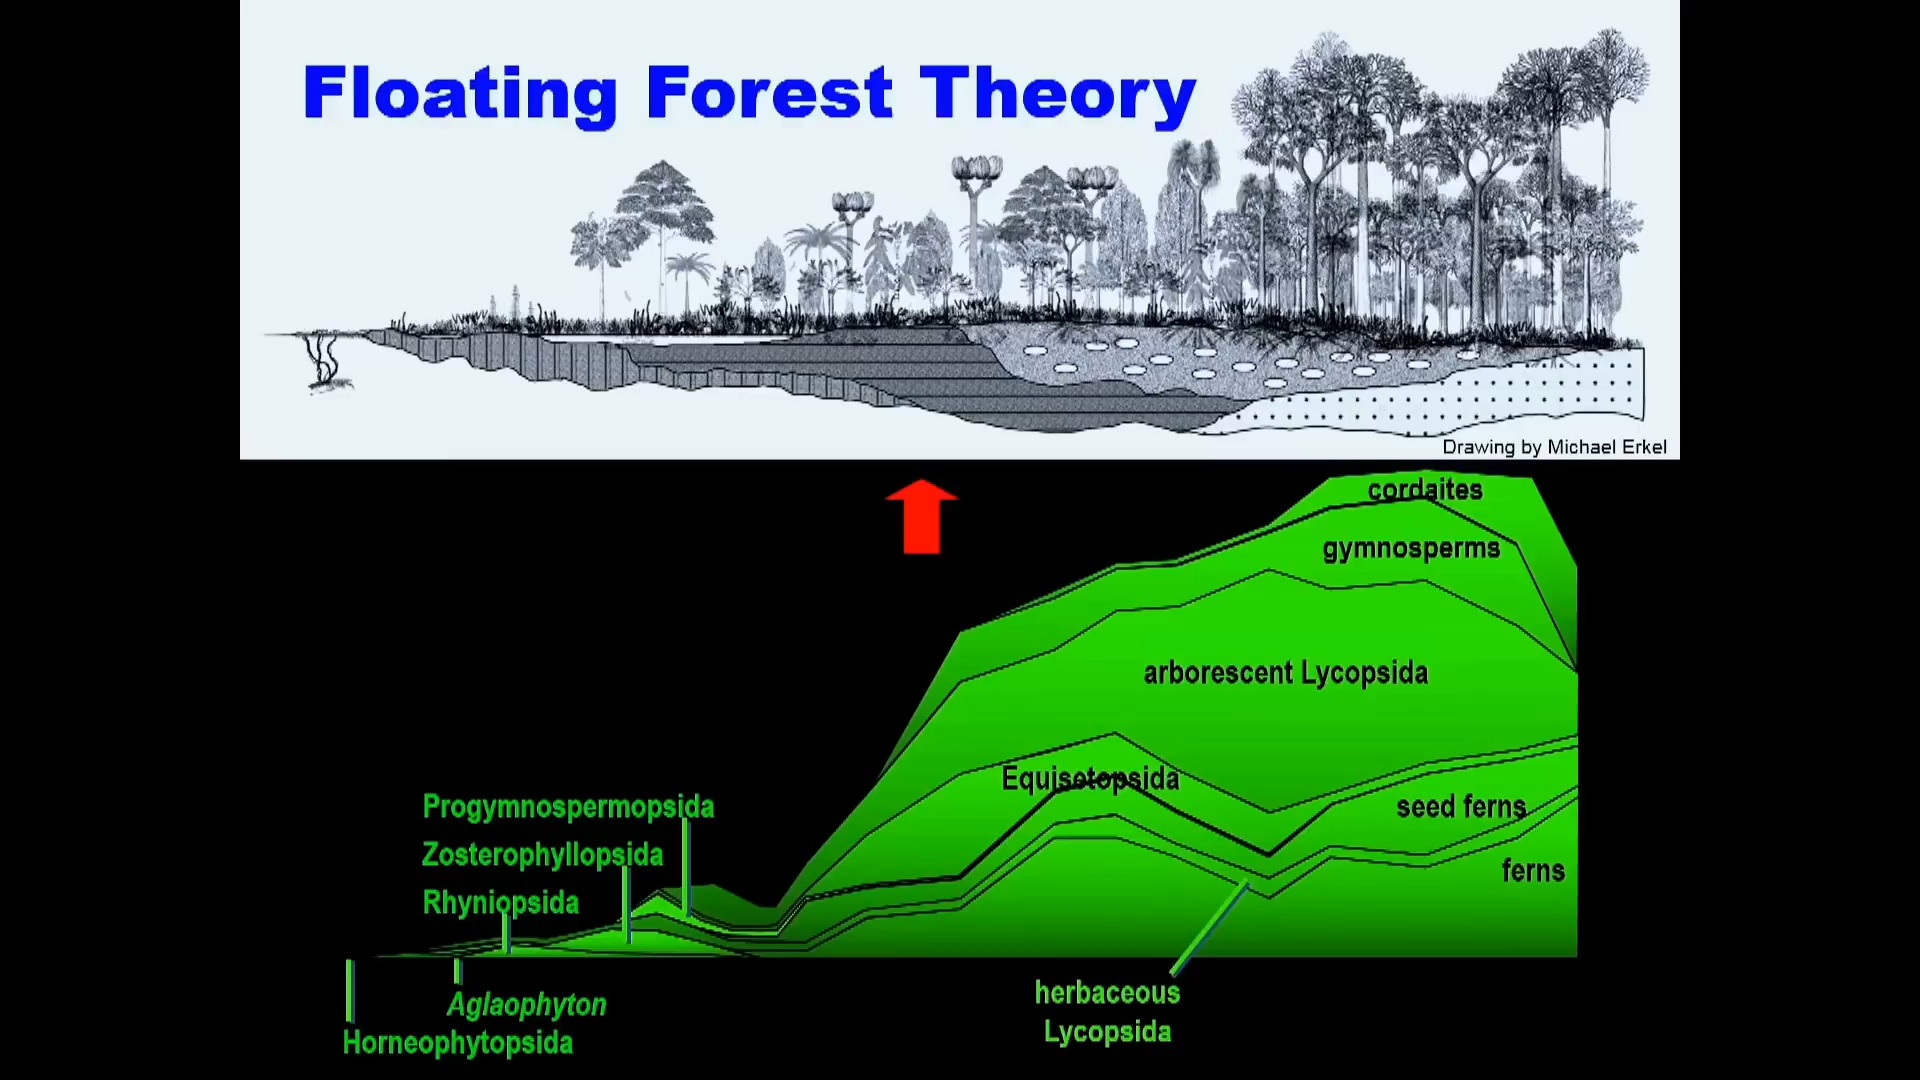 Floating Forest Theory
Drawing by Michael Erkel
cordaites
gymnosperms
arborescent Lycopsida
Equisetopsida
seed ferns
ferns
Progymnospermopsida
Zosterophyllopsida
Rhyniopsida
Aglaophyton
Horneophytopsida
herbaceous
Lycopsida